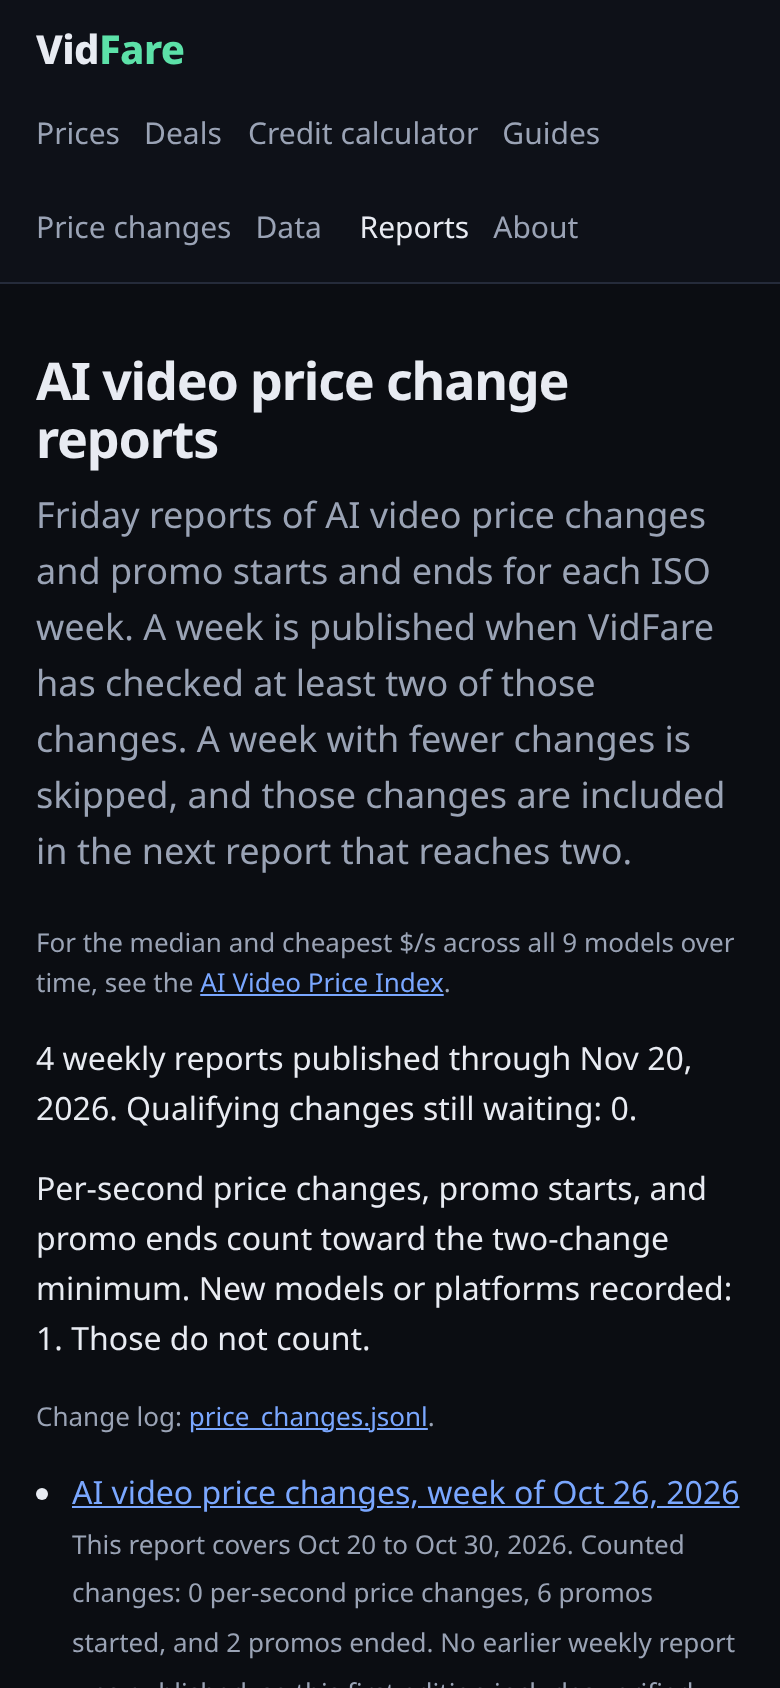 VidFare
Prices Deals Credit calculator Guides
Price changes Data Reports About
AI video price change
reports
Friday reports of AI video price changes
and promo starts and ends for each ISO
week. A week is published when VidFare
has checked at least two of those
changes. A week with fewer changes is
skipped, and those changes are included
in the next report that reaches two.
For the median and cheapest $/s across all 9 models over
time, see the AI Video Price Index.
4 weekly reports published through Nov 20,
2026. Qualifying changes still waiting: 0.
Per-second price changes, promo starts, and
promo ends count toward the two-change
minimum. New models or platforms recorded:
1. Those do not count.
Change log: price_changes.jsonl.
AI video price changes, week of Oct 26, 2026
This report covers Oct 20 to Oct 30, 2026. Counted
changes: 0 per-second price changes, 6 promos
started, and 2 promos ended. No earlier weekly report